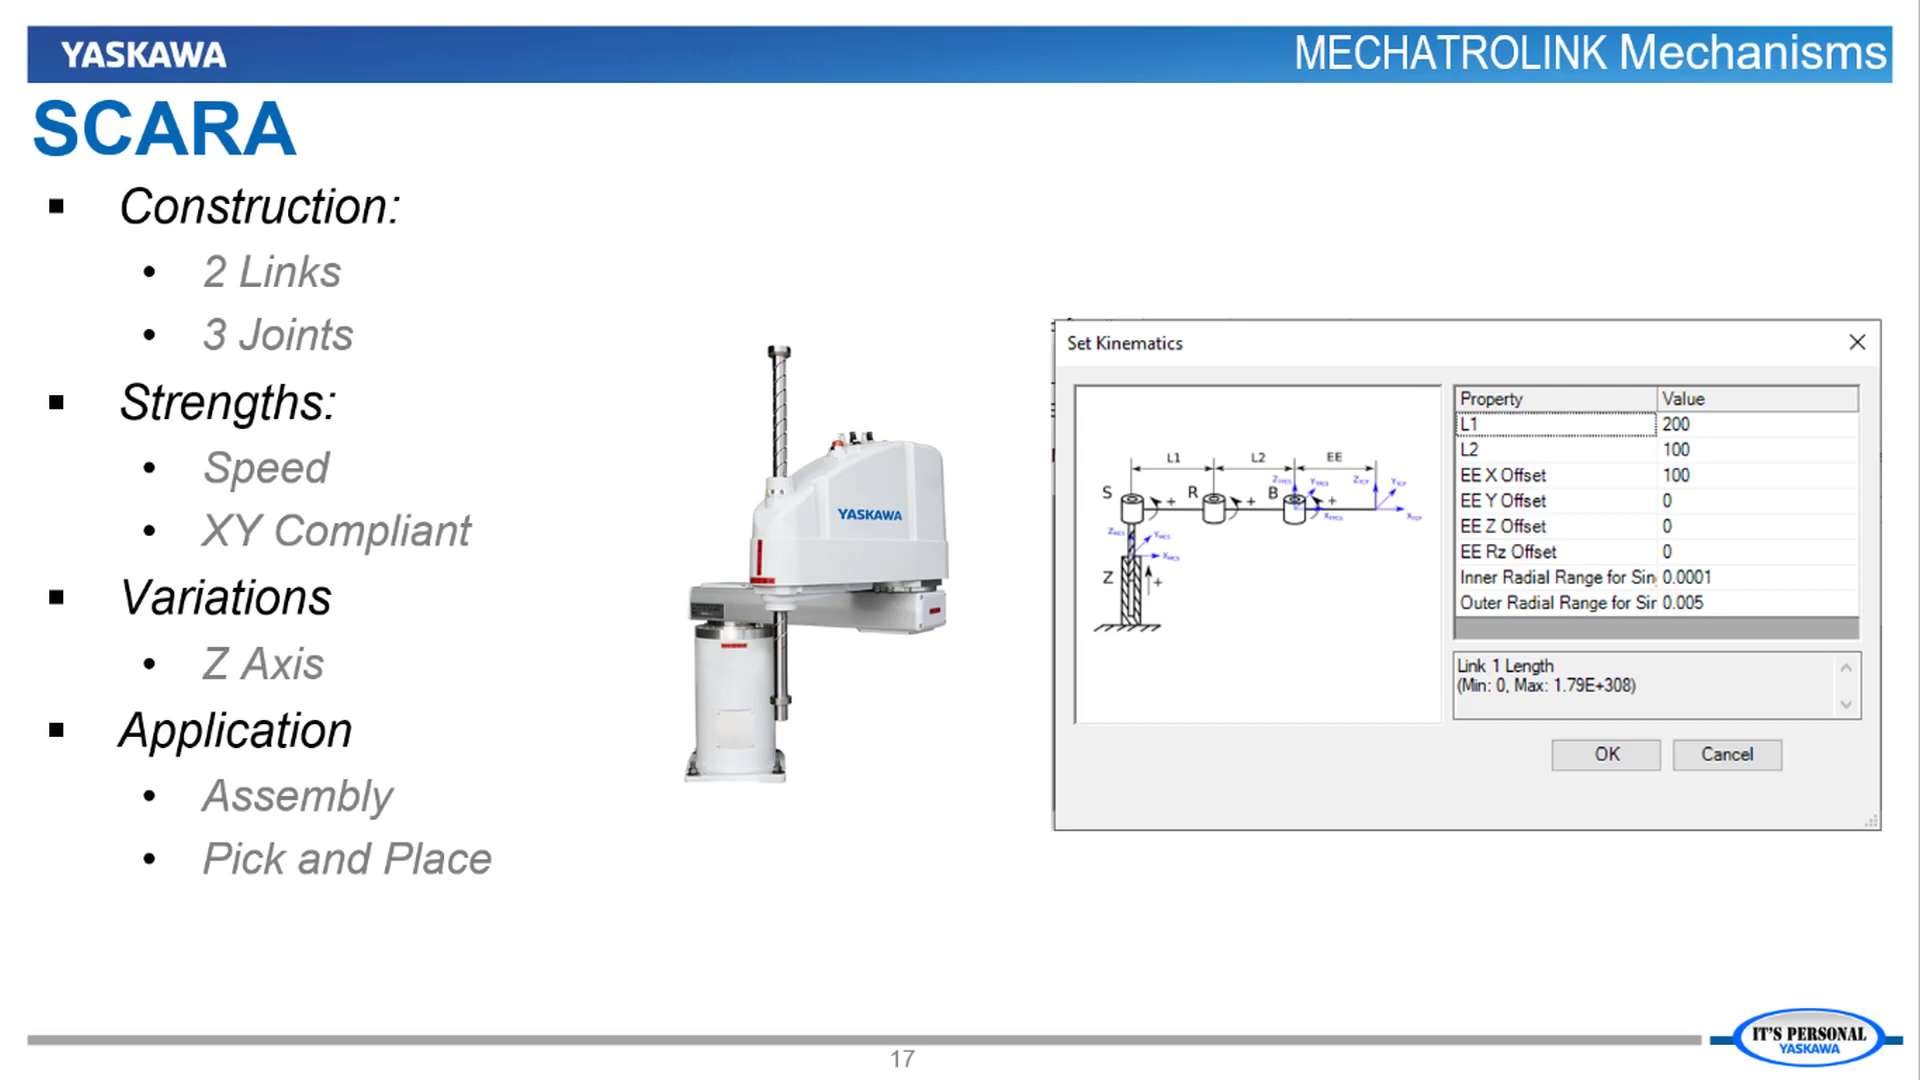 YASKAWA
MECHATROLINK Mechanisms
SCARA
Construction:
2 Links
3 Joints
Strengths:
Speed
XY Compliant
Variations
Z Axis
Application
Assembly
Pick and Place
YASKAWA
Set Kinematics
L1 L2 EE
S R B
Z
+ + +
+
Property Value
L1 200
L2 100
EE X Offset 100
EE Y Offset 0
EE Z Offset 0
EE Rz Offset 0
Inner Radial Range for Sin 0.0001
Outer Radial Range for Sir 0.005
Link 1 Length
(Min: 0, Max: 1.79E+308)
OK Cancel
17
IT'S PERSONAL
YASKAWA